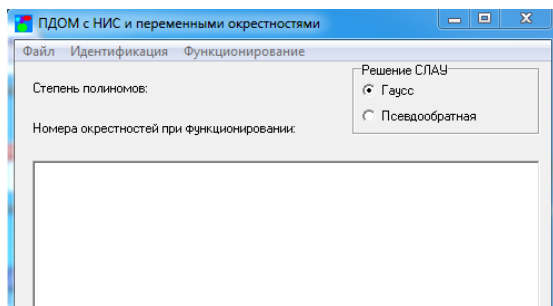 ПДОМ с НИС и переменными окрестностями
Файл Идентификация Функционирование
Решение СЛАУ
Степень полиномов:
Гаусс
Псевдообратная
Номера окрестностей при функционировании: